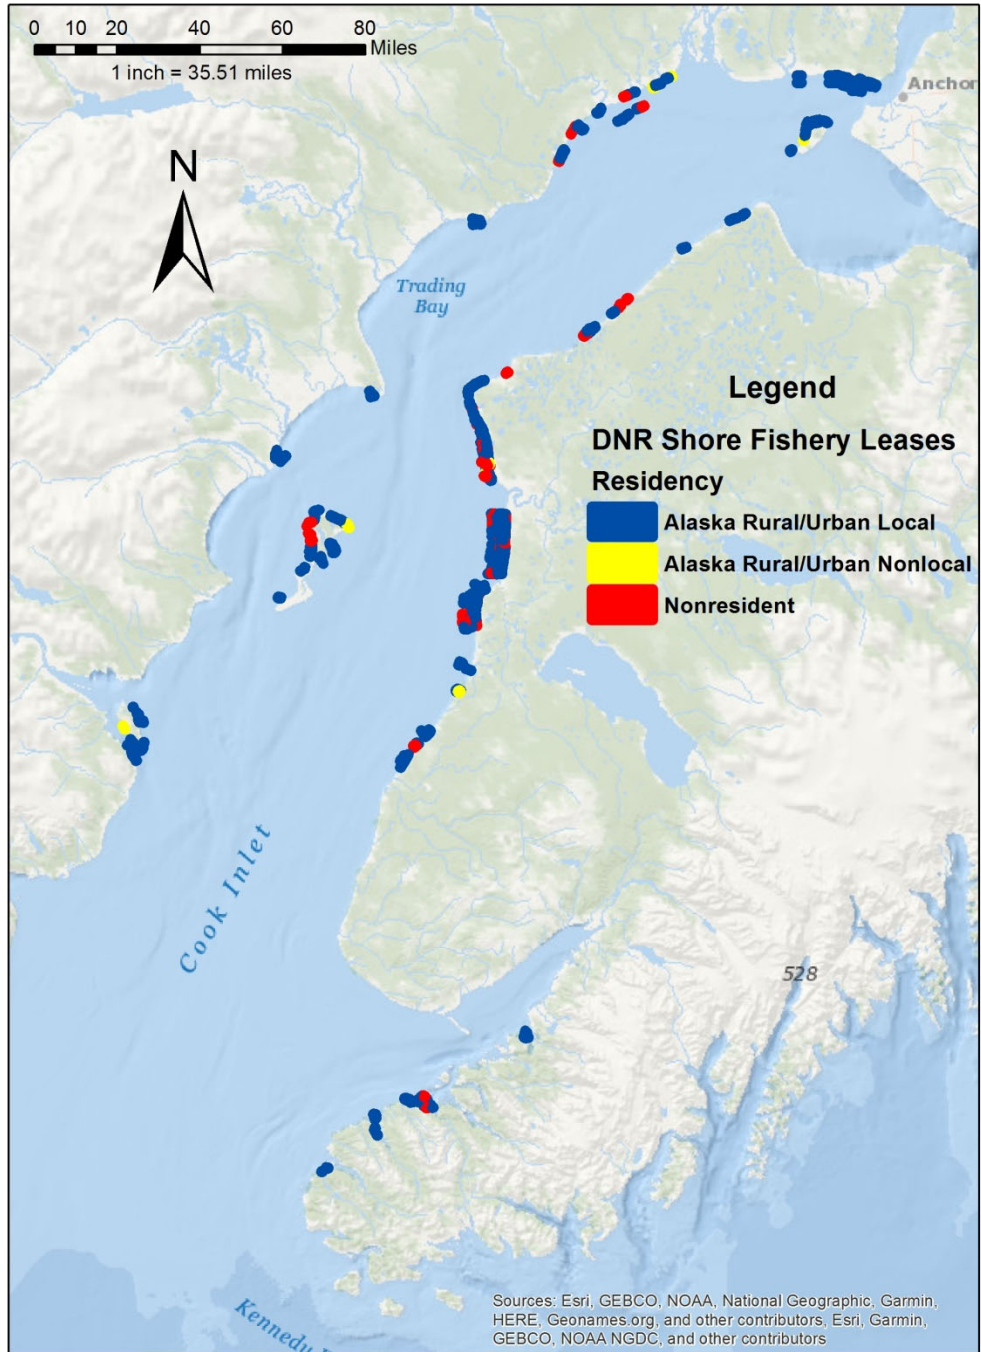 0 10 20 40 60 80
Miles
1 inch = 35.51 miles
Anchor
N
Trading
Bay
Legend
DNR Shore Fishery Leases
Residency
Alaska Rural/Urban Local
Alaska Rural/Urban Nonlocal
Nonresident
Cook Inlet
528
Kennedy
Sources: Esri, GEBCO, NOAA, National Geographic, Garmin,
HERE, Geonames.org, and other contributors, Esri, Garmin,
GEBCO, NOAA NGDC, and other contributors